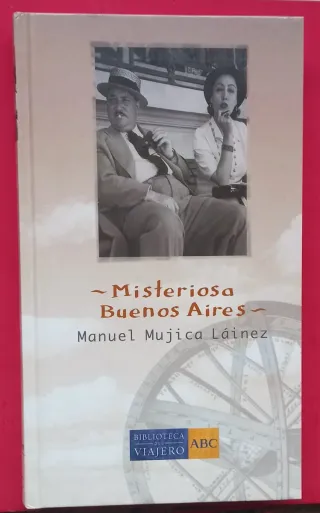 ~Misteriosa
Buenos Aires~
Manuel Mujica Láinez
BIBLIOTECA
VIAJERO
ABC